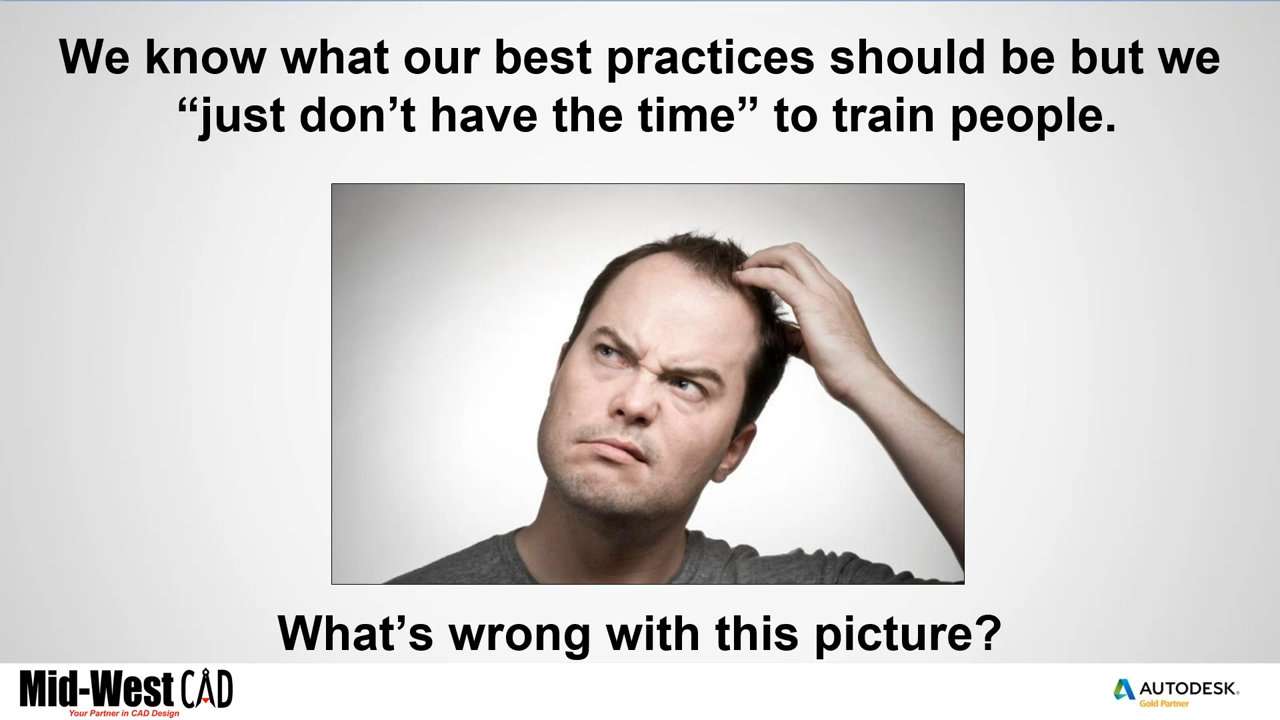 We know what our best practices should be but we
“just don’t have the time” to train people.
What’s wrong with this picture?
Mid-West CAD
Your Partner in CAD Design
AUTODESK®
Gold Partner